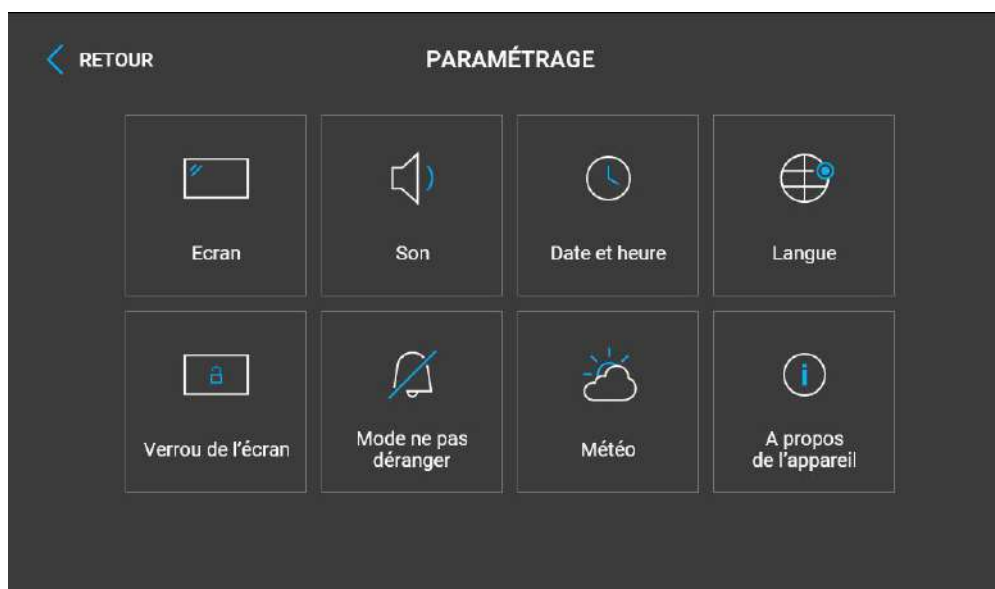 RETOUR
PARAMÉTRAGE
Ecran
Son
Date et heure
Langue
Verrou de l'écran
Mode ne pas
déranger
Météo
A propos
de l'appareil